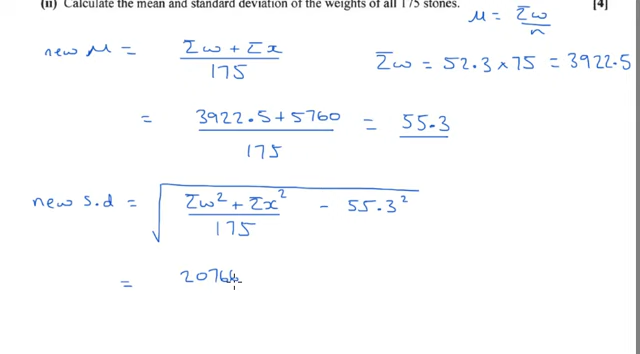 (ii) Calculate the mean and standard deviation of the weights of all 175 stones. [4]
μ = Σw / n
new μ = (Σw + Σx) / 175
Σw = 52.3 × 75 = 3922.5
= (3922.5 + 5760) / 175 = 55.3
new s.d = √((Σw² + Σx²) / 175 - 55.3²)
= 20766